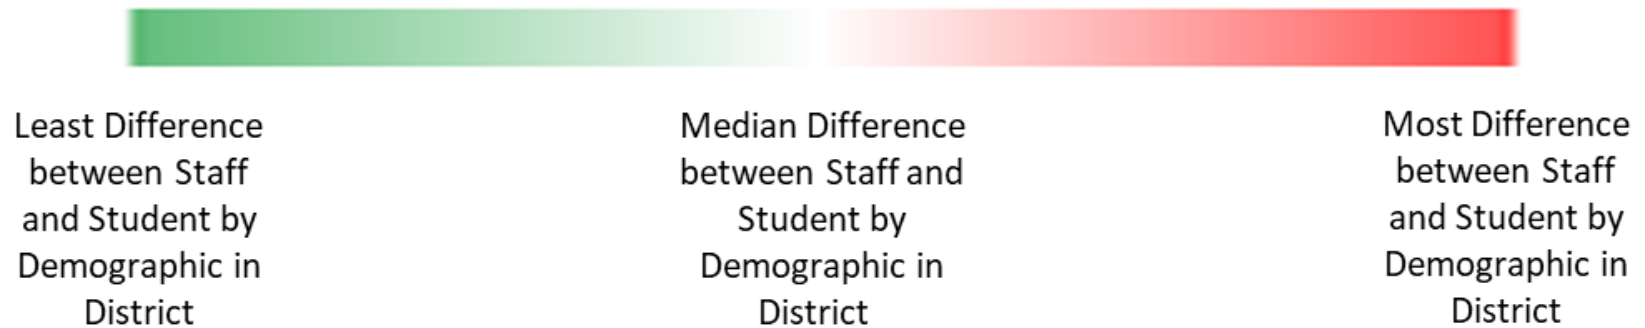 Least Difference
between Staff
and Student by
Demographic in
District
Median Difference
between Staff and
Student by
Demographic in
District
Most Difference
between Staff
and Student by
Demographic in
District